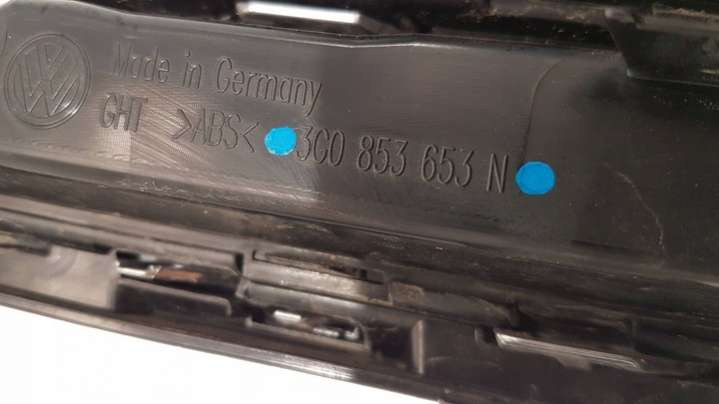 Made in Germany
GHT >ABS< 3C0 853 653 N